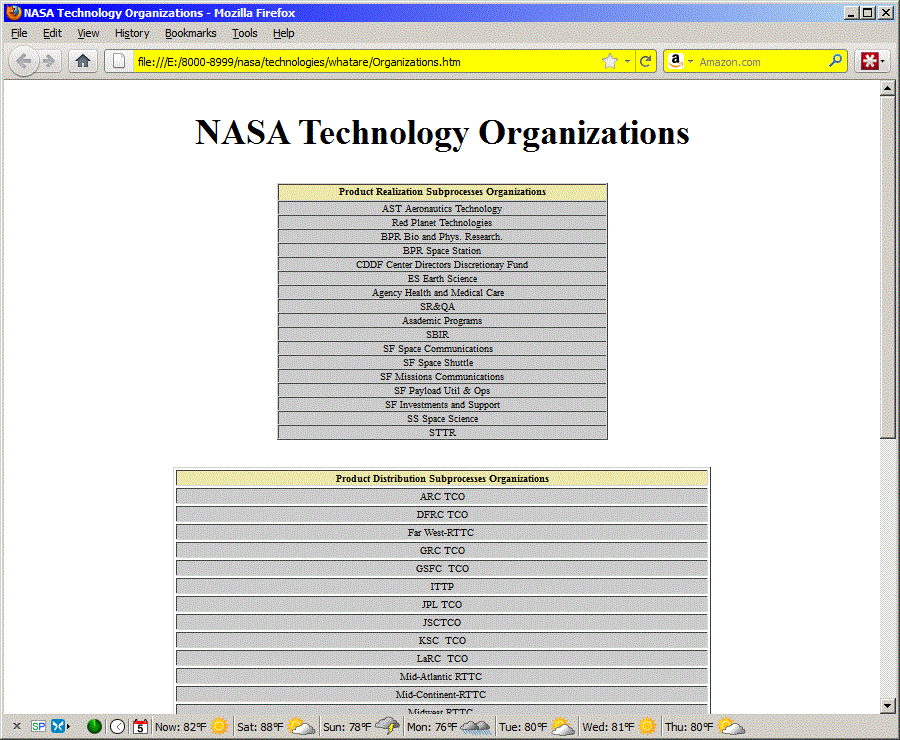 NASA Technology Organizations - Mozilla Firefox
File Edit View History Bookmarks Tools Help
file:///E:/8000-8999/nasa/technologies/whatare/Organizations.htm
a Amazon.com
NASA Technology Organizations
Product Realization Subprocesses Organizations
AST Aeronautics Technology
Red Planet Technologies
BPR Bio and Phys. Research.
BPR Space Station
CDDF Center Directors Discretionay Fund
ES Earth Science
Agency Health and Medical Care
SR&QA
Asademic Programs
SBIR
SF Space Communications
SF Space Shuttle
SF Missions Communications
SF Payload Util & Ops
SF Investments and Support
SS Space Science
STTR
Product Distribution Subprocesses Organizations
ARC TCO
DFRC TCO
Far West-RTTC
GRC TCO
GSFC TCO
ITTP
JPL TCO
JSCTCO
KSC TCO
LaRC TCO
Mid-Atlantic RTTC
Mid-Continent-RTTC
Midwest RTTC
SP 5 Now: 82°F Sat: 88°F Sun: 78°F Mon: 76°F Tue: 80°F Wed: 81°F Thu: 80°F